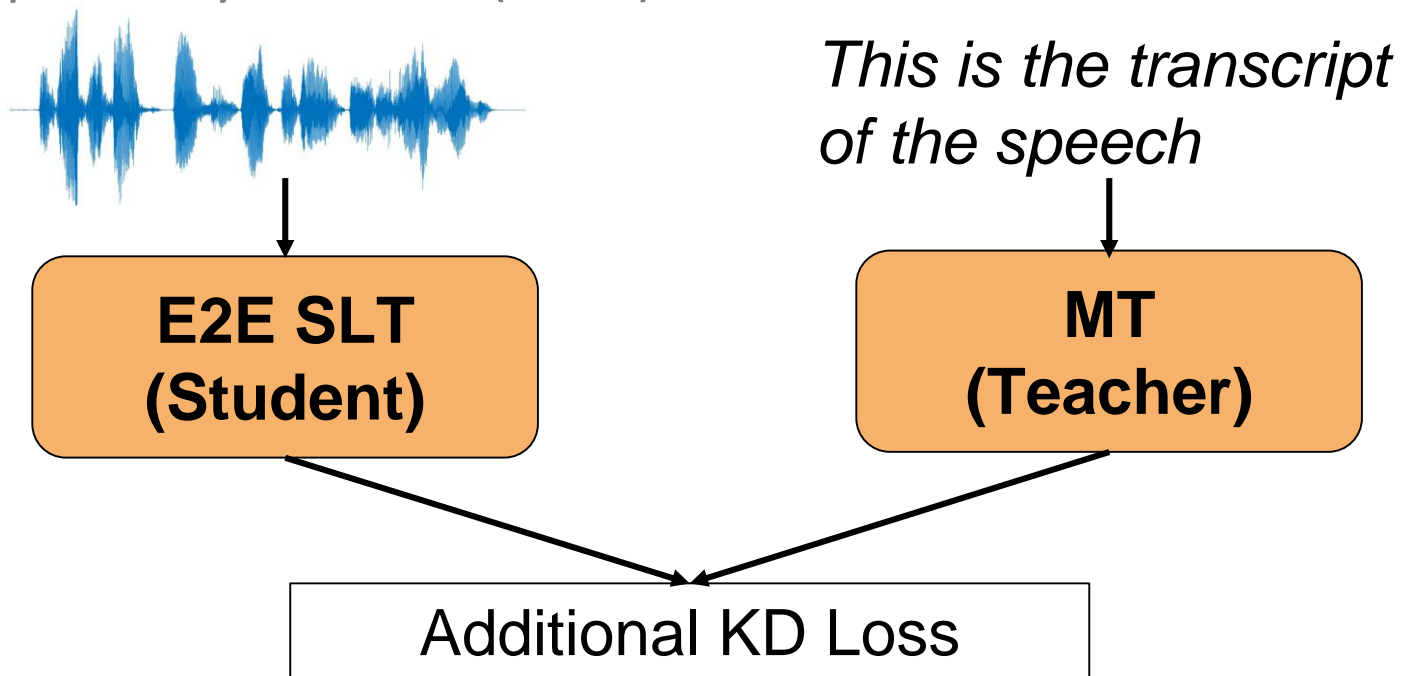 This is the transcript
of the speech
E2E SLT
(Student)
MT
(Teacher)
Additional KD Loss